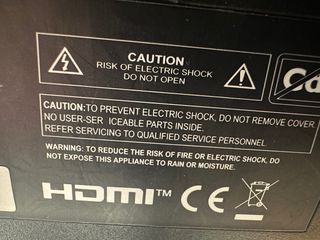 CAUTION
RISK OF ELECTRIC SHOCK
DO NOT OPEN
CAUTION:TO PREVENT ELECTRIC SHOCK, DO NOT REMOVE COVER
NO USER-SER ICEABLE PARTS INSIDE.
REFER SERVICING TO QUALIFIED SERVICE PERSONNEL
WARNING: TO REDUCE THE RISK OF FIRE OR ELECTRIC SHOCK, DO
NOT EXPOSE THIS APPLIANCE TO RAIN OR MOISTURE.
HDMI™ CE